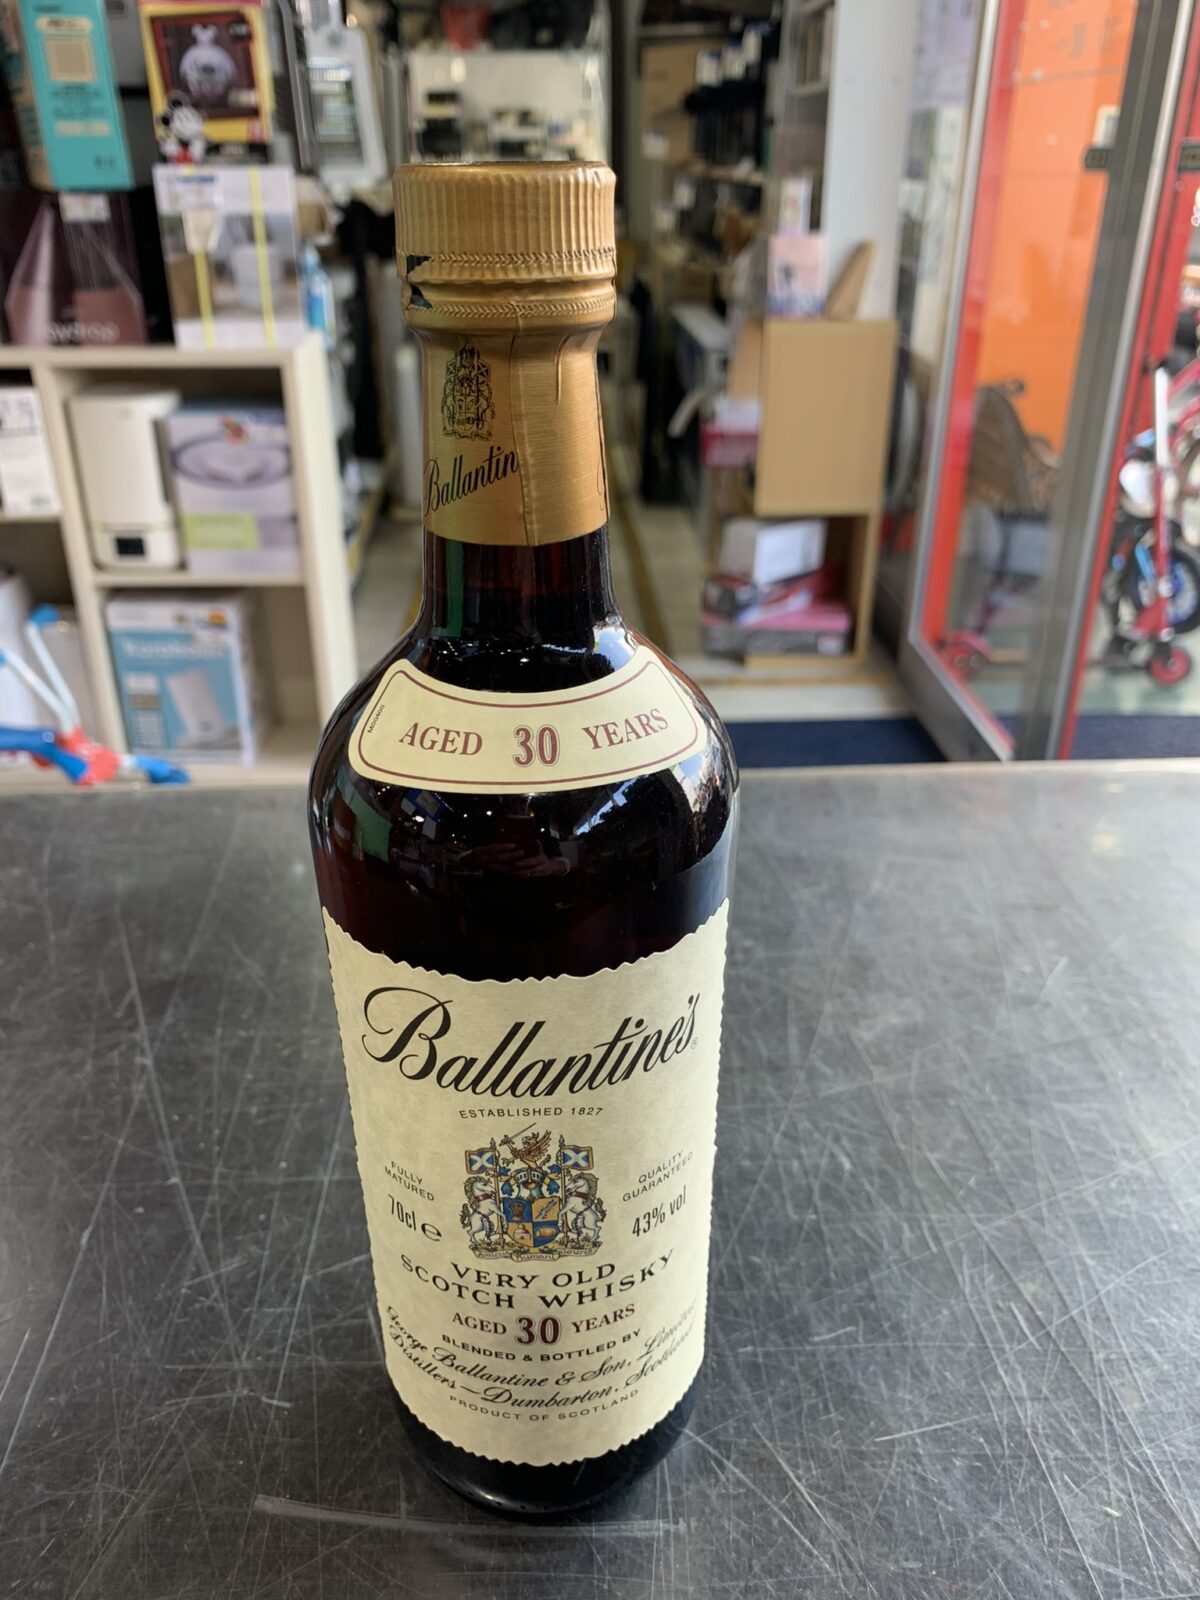 Ballantin
AGED 30 YEARS
Ballantine's®
ESTABLISHED 1827
FULLY MATURED
QUALITY GUARANTEED
70cl e
43% vol
VERY OLD
SCOTCH WHISKY
AGED 30 YEARS
BLENDED & BOTTLED BY
George Ballantine & Son, Limited
Distillers—Dumbarton, Scotland
PRODUCT OF SCOTLAND